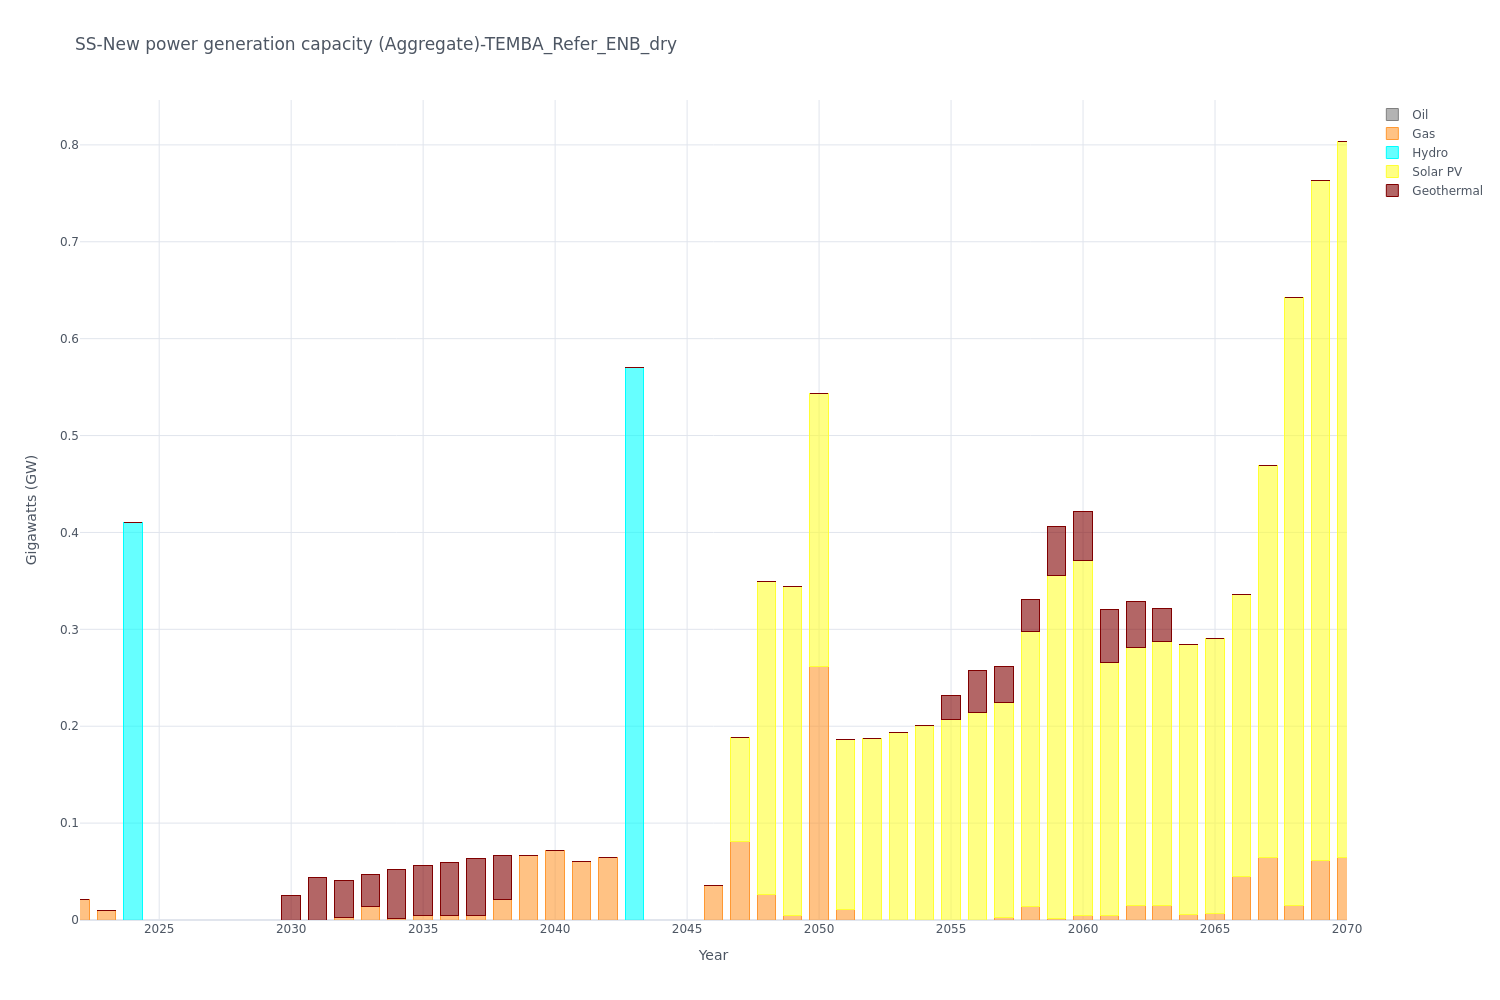 SS-New power generation capacity (Aggregate)-TEMBA_Refer_ENB_dry
Oil
Gas
Hydro
Solar PV
Geothermal
0.8
0.7
0.6
0.5
0.4
0.3
0.2
0.1
0
Gigawatts (GW)
2025 2030 2035 2040 2045 2050 2055 2060 2065 2070
Year